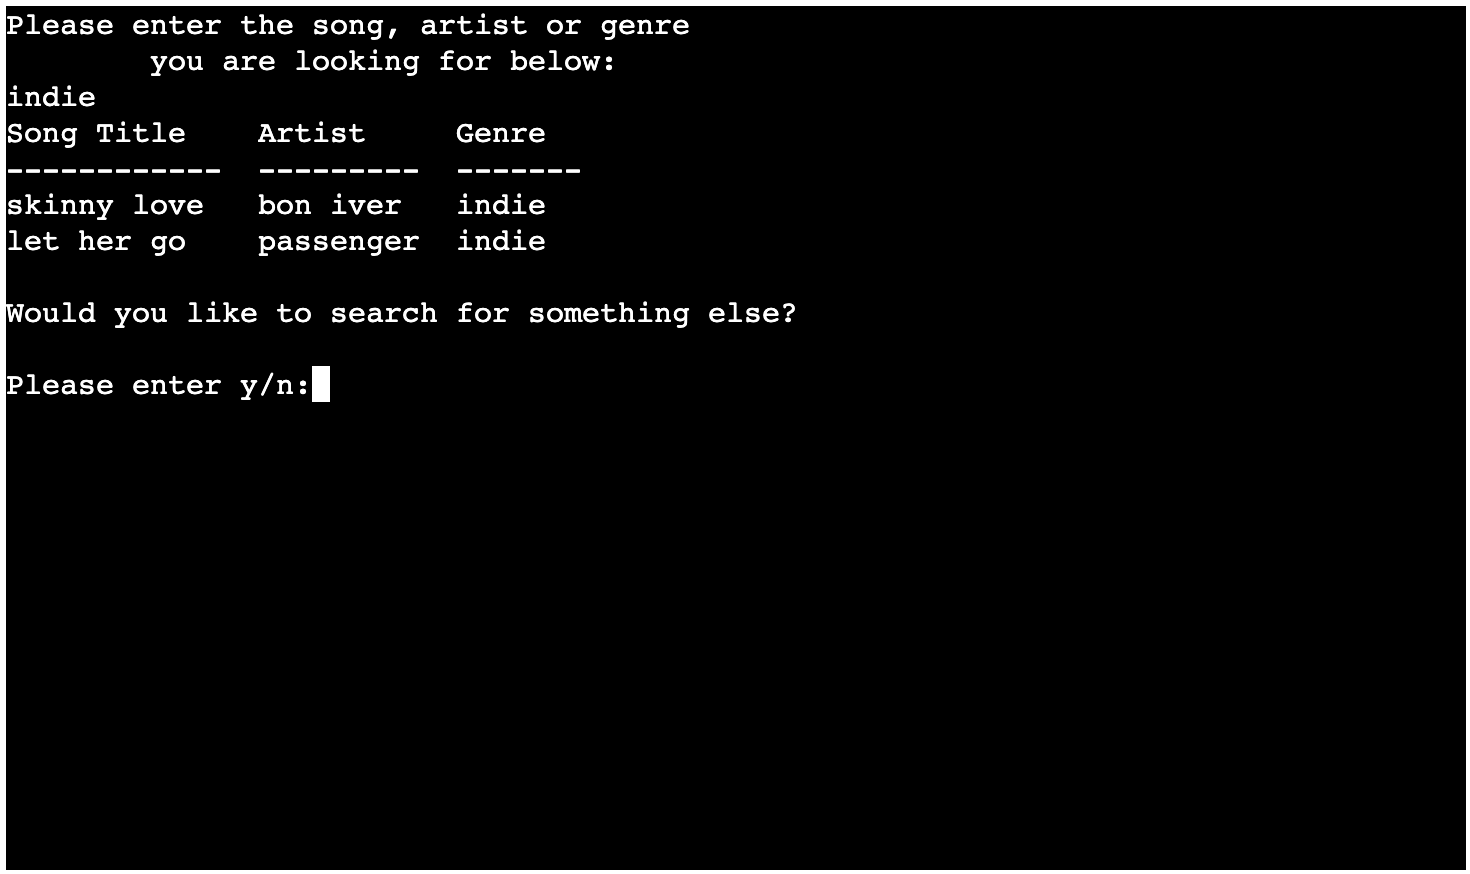 Please enter the song, artist or genre
        you are looking for below:
indie
Song Title    Artist     Genre
------------  ---------  -------
skinny love   bon iver   indie
let her go    passenger  indie

Would you like to search for something else?

Please enter y/n: